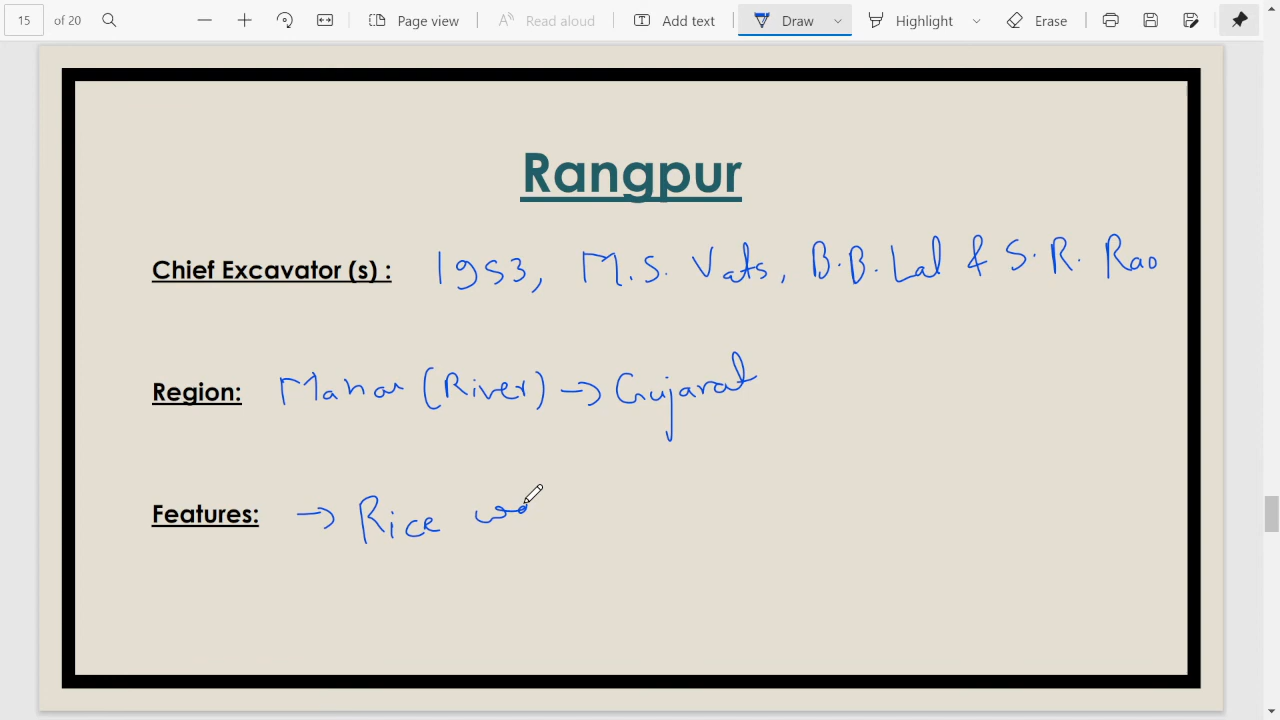 15 of 20 Page view Read aloud Add text Draw Highlight Erase
Rangpur
Chief Excavator (s) : 1953, M.S. Vats, B.B. Lal & S.R. Rao
Region: Mahar (River) → Gujarat
Features: → Rice